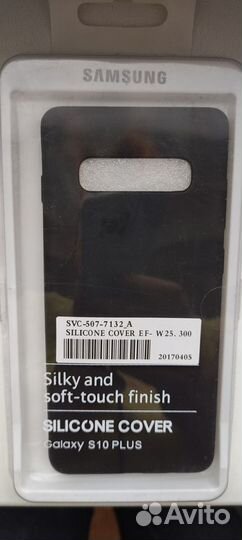 SAMSUNG
SVC-507-7132_A
SILICONE COVER EF- W25.300
20170405
Silky and
soft-touch finish
SILICONE COVER
Galaxy S10 PLUS
Avito